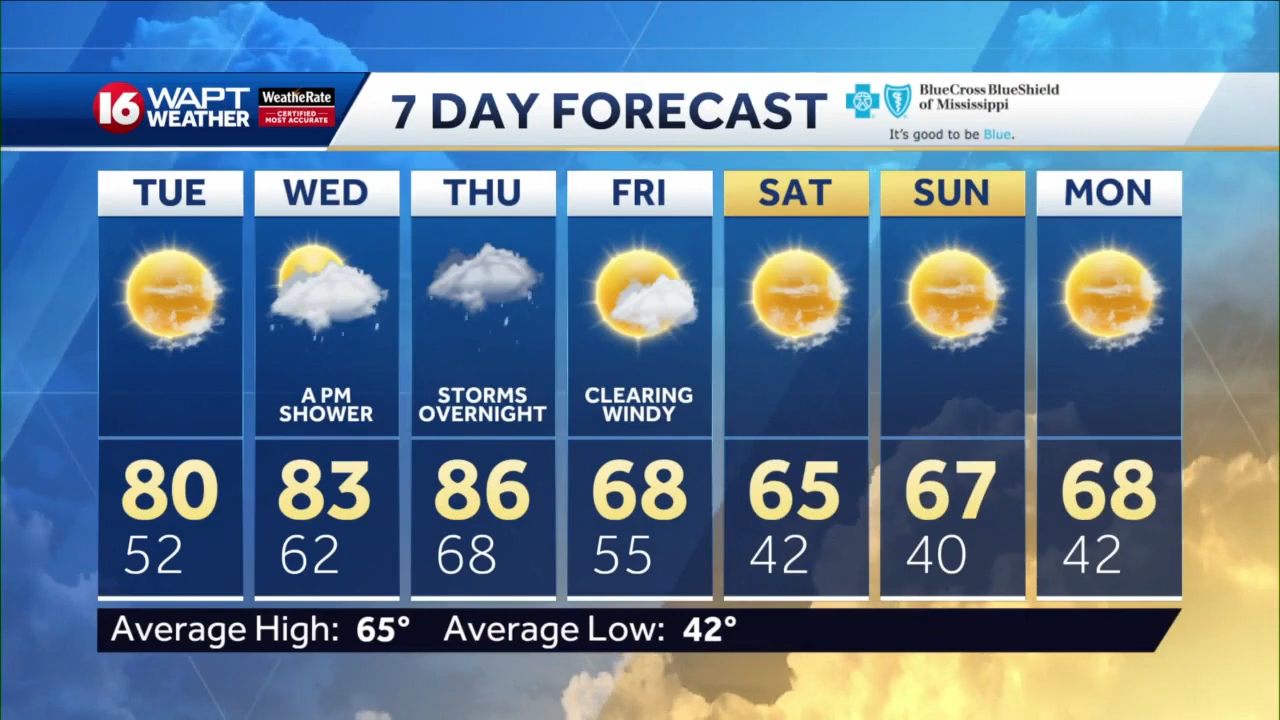 16 WAPT WEATHER
WeatheRate
CERTIFIED
MOST ACCURATE
7 DAY FORECAST
BlueCross BlueShield
of Mississippi
It's good to be Blue.
TUE WED THU FRI SAT SUN MON
A PM SHOWER
STORMS OVERNIGHT
CLEARING WINDY
80 83 86 68 65 67 68
52 62 68 55 42 40 42
Average High: 65° Average Low: 42°